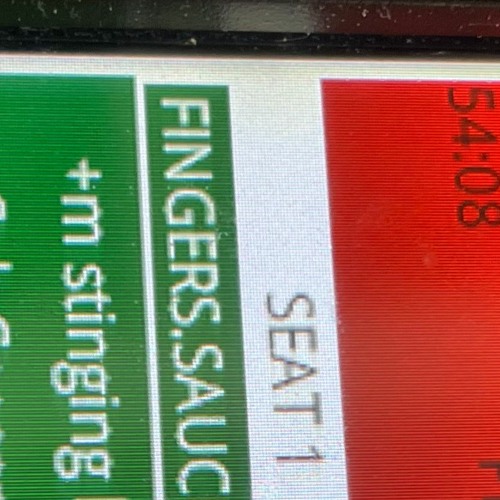 54:08
SEAT 1
FINGERS.SAUC
+m stinging